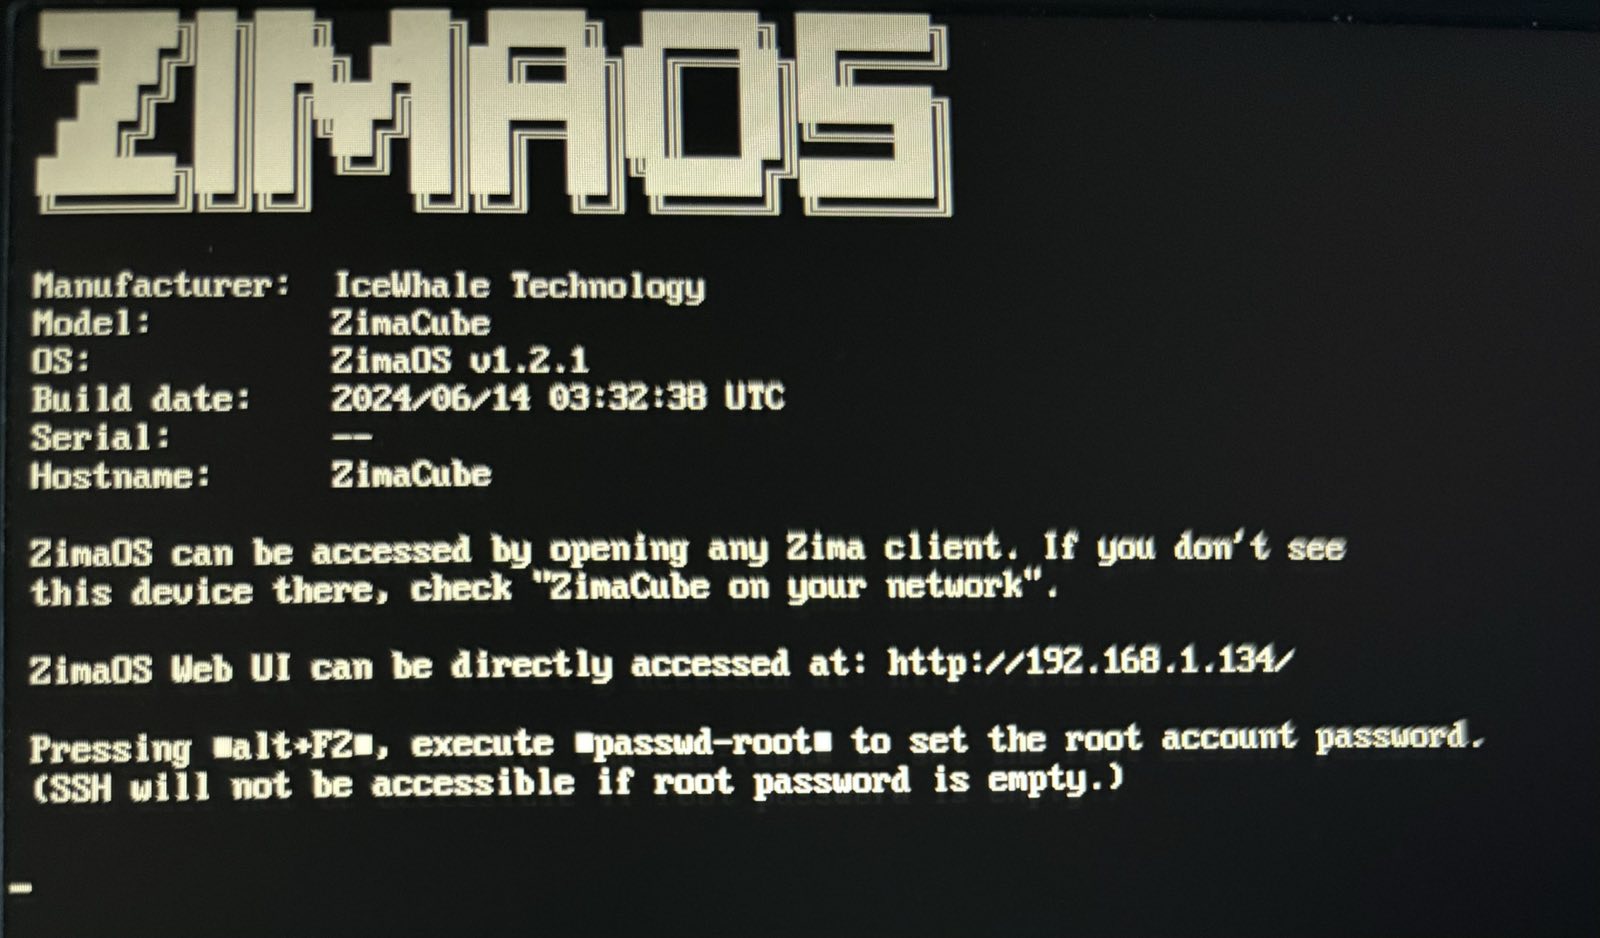 ZIMAOS
Manufacturer: IceWhale Technology
Model: ZimaCube
OS: ZimaOS v1.2.1
Build date: 2024/06/14 03:32:38 UTC
Serial: --
Hostname: ZimaCube
ZimaOS can be accessed by opening any Zima client. If you don't see
this device there, check "ZimaCube on your network".
ZimaOS Web UI can be directly accessed at: http://192.168.1.134/
Pressing ■alt+F2■, execute ■passwd-root■ to set the root account password.
(SSH will not be accessible if root password is empty.)